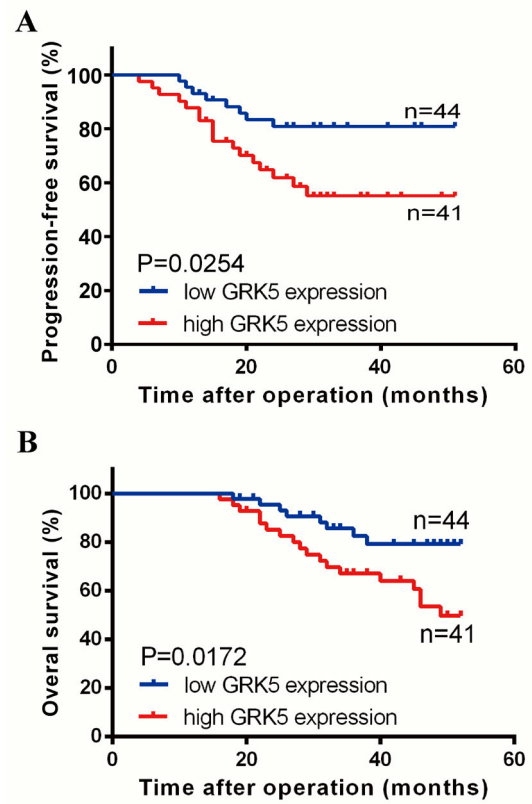 A
Progression-free survival (%)
100
80
60
40
20
0
n=44
n=41
P=0.0254
low GRK5 expression
high GRK5 expression
0 20 40 60
Time after operation (months)
B
Overal survival (%)
100
80
60
40
20
0
n=44
n=41
P=0.0172
low GRK5 expression
high GRK5 expression
0 20 40 60
Time after operation (months)